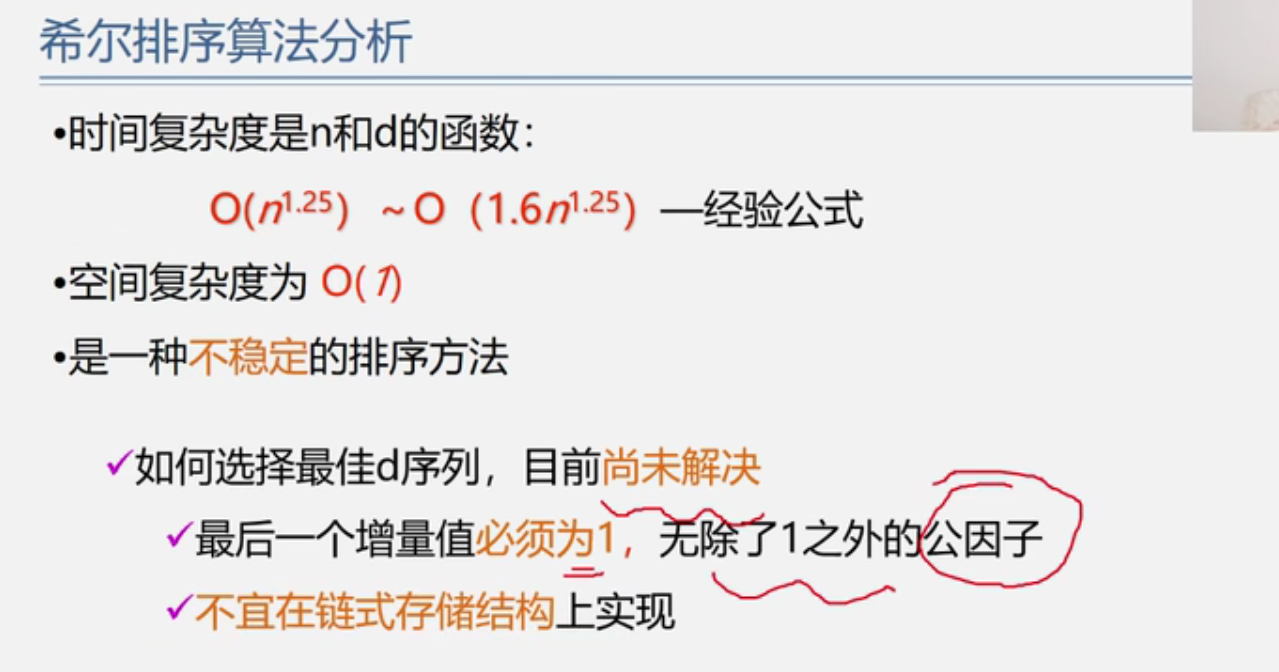 希尔排序算法分析
•时间复杂度是n和d的函数：
O(n^1.25) ~ O（1.6n^1.25）—经验公式
•空间复杂度为 O(1)
•是一种不稳定的排序方法
✓如何选择最佳d序列，目前尚未解决
✓最后一个增量值必须为1，无除了1之外的公因子
✓不宜在链式存储结构上实现